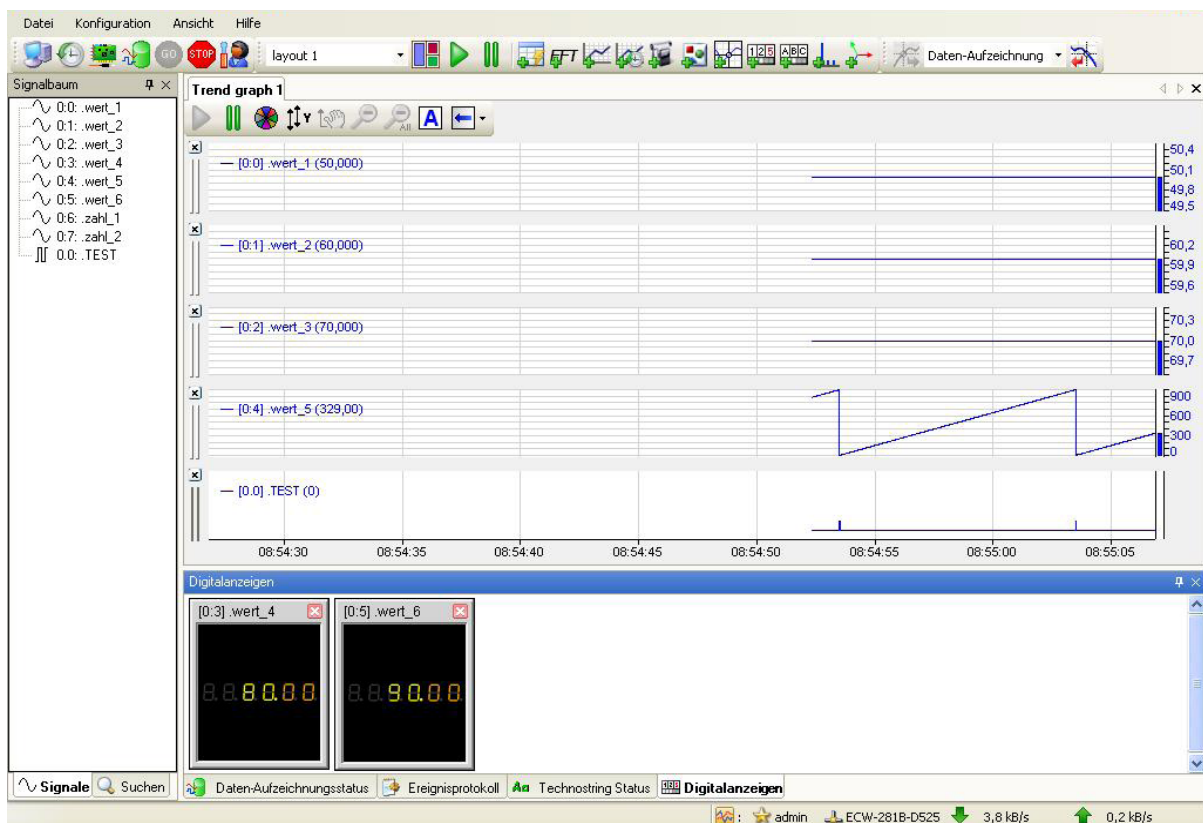 Datei Konfiguration Ansicht Hilfe
GO STOP layout 1 FFT 123 ABC Daten-Aufzeichnung
Signalbaum
0:0: .wert_1
0:1: .wert_2
0:2: .wert_3
0:3: .wert_4
0:4: .wert_5
0:5: .wert_6
0:6: .zahl_1
0:7: .zahl_2
0.0: .TEST
Trend graph 1
Y All A
[0:0] .wert_1 (50,000)
50,4
50,1
49,8
49,5
[0:1] .wert_2 (60,000)
60,2
59,9
59,6
[0:2] .wert_3 (70,000)
70,3
70,0
69,7
[0:4] .wert_5 (329,00)
900
600
300
0
[0.0] .TEST (0)
08:54:30 08:54:35 08:54:40 08:54:45 08:54:50 08:54:55 08:55:00 08:55:05
Digitalanzeigen
[0:3] .wert_4 [0:5] .wert_6
80.00 90.00
Signale Suchen
Daten-Aufzeichnungsstatus Ereignisprotokoll Aa Technostring Status Digitalanzeigen
: admin ECW-281B-D525 3,8 kB/s 0,2 kB/s